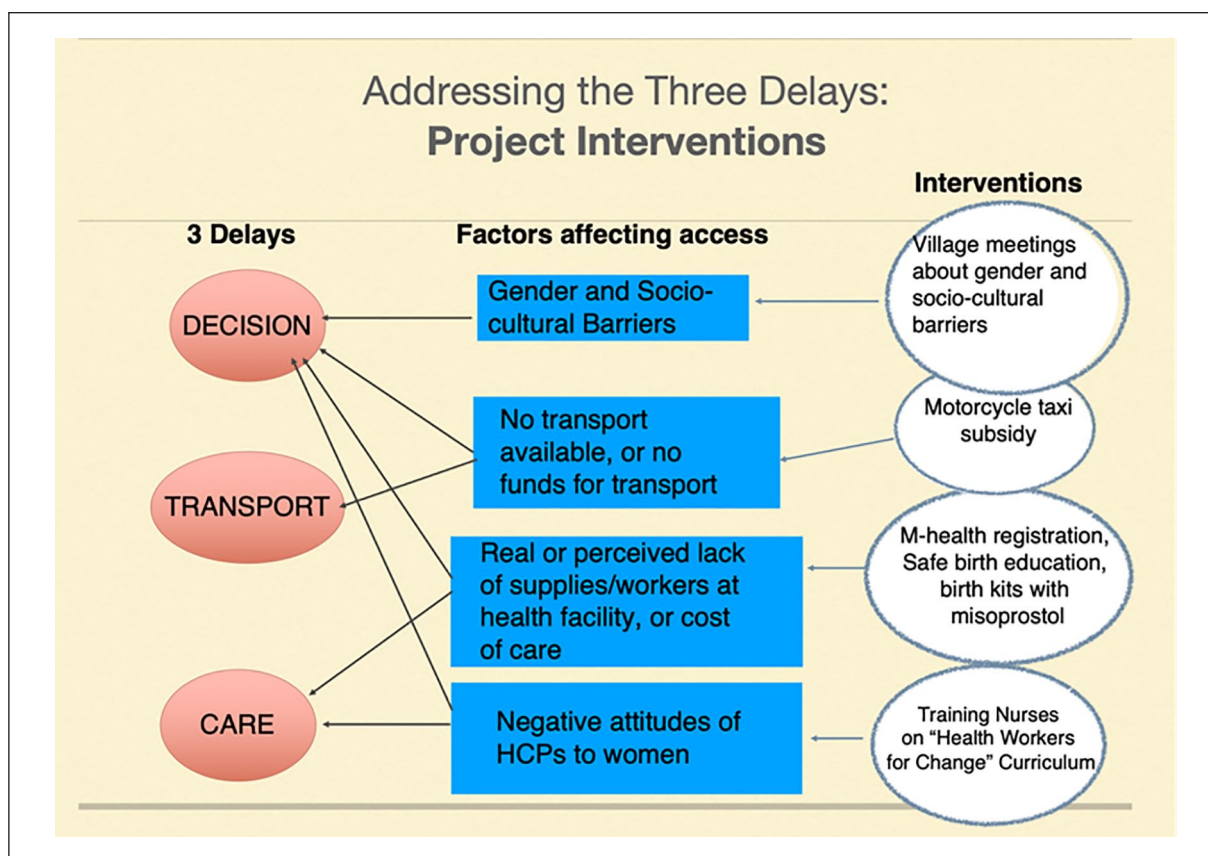 Addressing the Three Delays:
Project Interventions
Interventions
3 Delays
Factors affecting access
DECISION
Gender and Socio-
cultural Barriers
Village meetings
about gender and
socio-cultural
barriers
TRANSPORT
No transport
available, or no
funds for transport
Motorcycle taxi
subsidy
Real or perceived lack
of supplies/workers at
health facility, or cost
of care
M-health registration,
Safe birth education,
birth kits with
misoprostol
CARE
Negative attitudes of
HCPs to women
Training Nurses
on “Health Workers
for Change” Curriculum